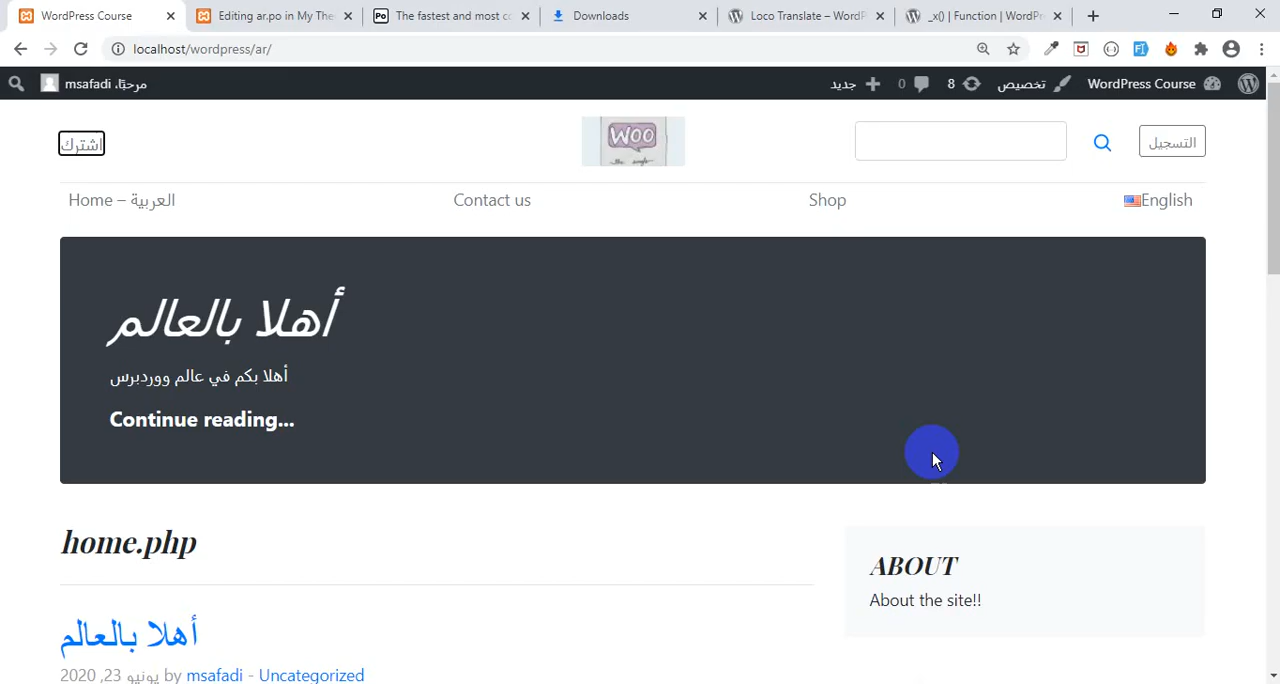 WordPress Course
Editing ar.po in My The
The fastest and most co
Downloads
Loco Translate – WordP
_x() | Function | WordPr
localhost/wordpress/ar/
مرحبًا، msafadi
جديد
0
8
تخصيص
WordPress Course
اشترك
WOO
التسجيل
Home – العربية
Contact us
Shop
English
أهلا بالعالم
أهلا بكم في عالم ووردبرس
Continue reading...
home.php
ABOUT
About the site!!
أهلا بالعالم
يونيو 23, 2020 by msafadi - Uncategorized